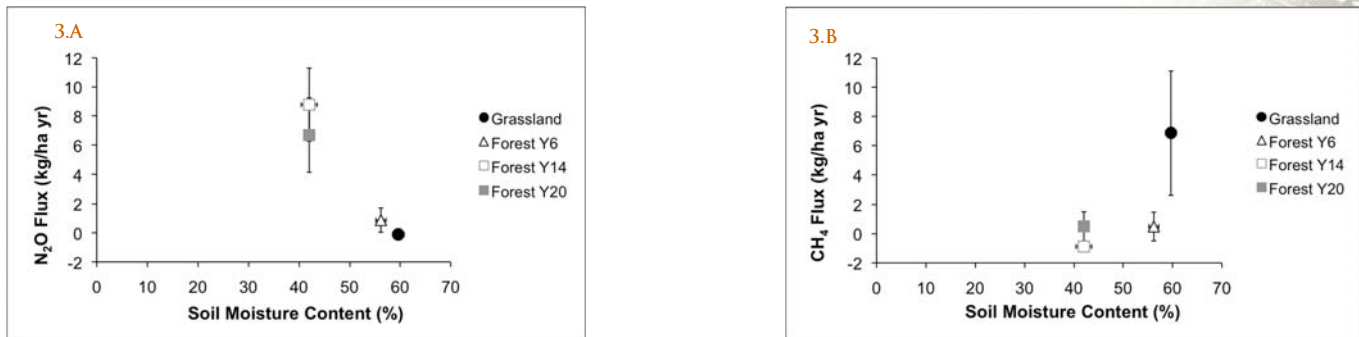 3.A
12
10
8
6
4
2
0
-2
N₂O Flux (kg/ha yr)
0 10 20 30 40 50 60 70
Soil Moisture Content (%)
Grassland
Forest Y6
Forest Y14
Forest Y20
3.B
12
10
8
6
4
2
0
-2
CH₄ Flux (kg/ha yr)
0 10 20 30 40 50 60 70
Soil Moisture Content (%)
Grassland
Forest Y6
Forest Y14
Forest Y20